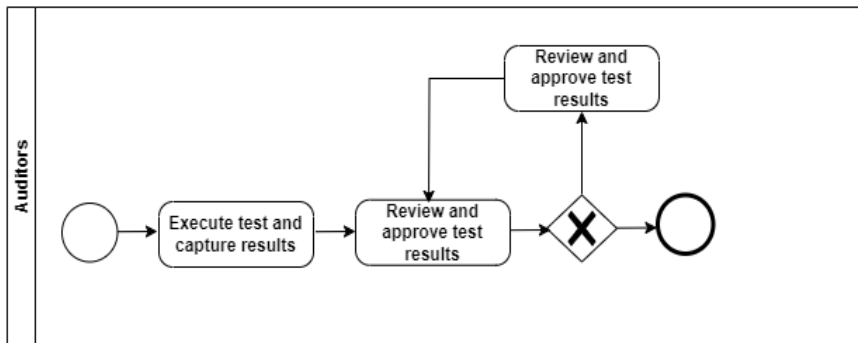 Auditors
Execute test and
capture results
Review and
approve test
results
Review and
approve test
results